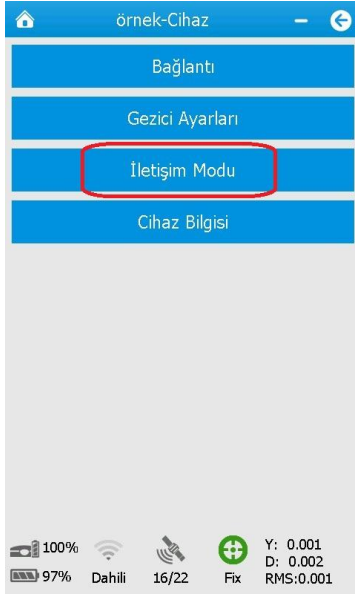 örnek-Cihaz
Bağlantı
Gezici Ayarları
İletişim Modu
Cihaz Bilgisi
100%
97%
Dahili
16/22
Fix
Y: 0.001
D: 0.002
RMS:0.001